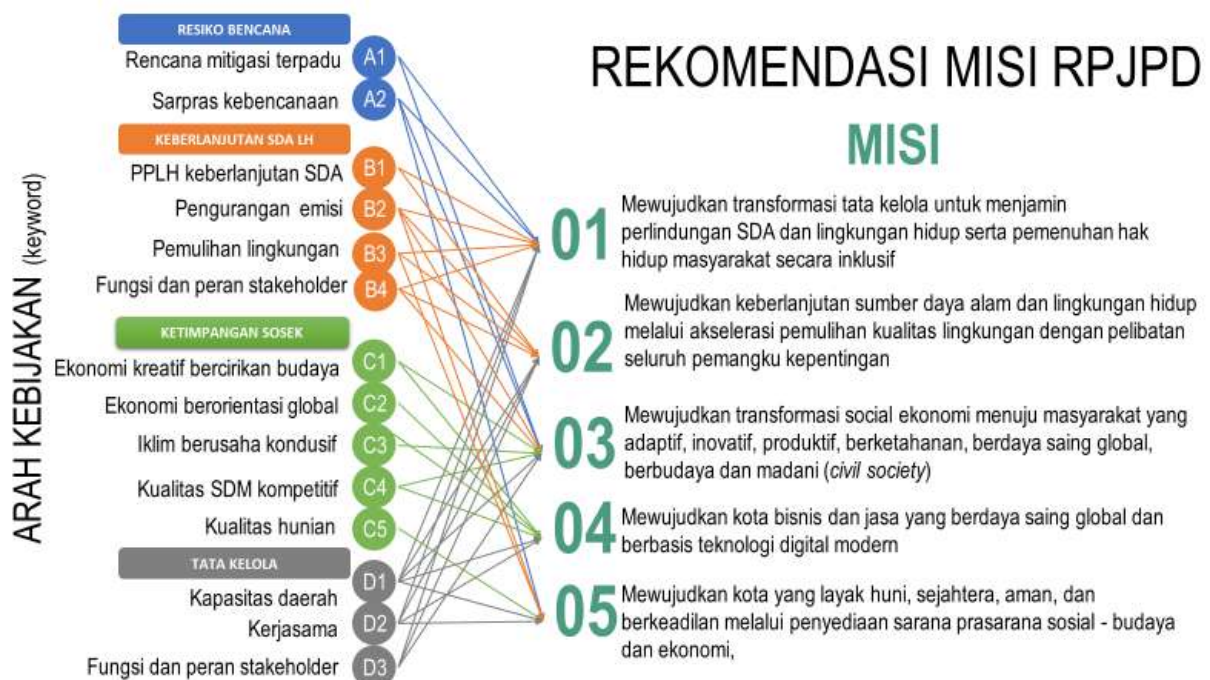 ARAH KEBIJAKAN (keyword)
RESIKO BENCANA
Rencana mitigasi terpadu A1
Sarpras kebencanaan A2
KEBERLANJUTAN SDA LH
PPLH keberlanjutan SDA B1
Pengurangan emisi B2
Pemulihan lingkungan B3
Fungsi dan peran stakeholder B4
KETIMPANGAN SOSEK
Ekonomi kreatif bercirikan budaya C1
Ekonomi berorientasi global C2
Iklim berusaha kondusif C3
Kualitas SDM kompetitif C4
Kualitas hunian C5
TATA KELOLA
Kapasitas daerah D1
Kerjasama D2
Fungsi dan peran stakeholder D3
REKOMENDASI MISI RPJPD
MISI
01
Mewujudkan transformasi tata kelola untuk menjamin
perlindungan SDA dan lingkungan hidup serta pemenuhan hak
hidup masyarakat secara inklusif
02
Mewujudkan keberlanjutan sumber daya alam dan lingkungan hidup
melalui akselerasi pemulihan kualitas lingkungan dengan pelibatan
seluruh pemangku kepentingan
03
Mewujudkan transformasi social ekonomi menuju masyarakat yang
adaptif, inovatif, produktif, berketahanan, berdaya saing global,
berbudaya dan madani (civil society)
04
Mewujudkan kota bisnis dan jasa yang berdaya saing global dan
berbasis teknologi digital modern
05
Mewujudkan kota yang layak huni, sejahtera, aman, dan
berkeadilan melalui penyediaan sarana prasarana sosial - budaya
dan ekonomi,